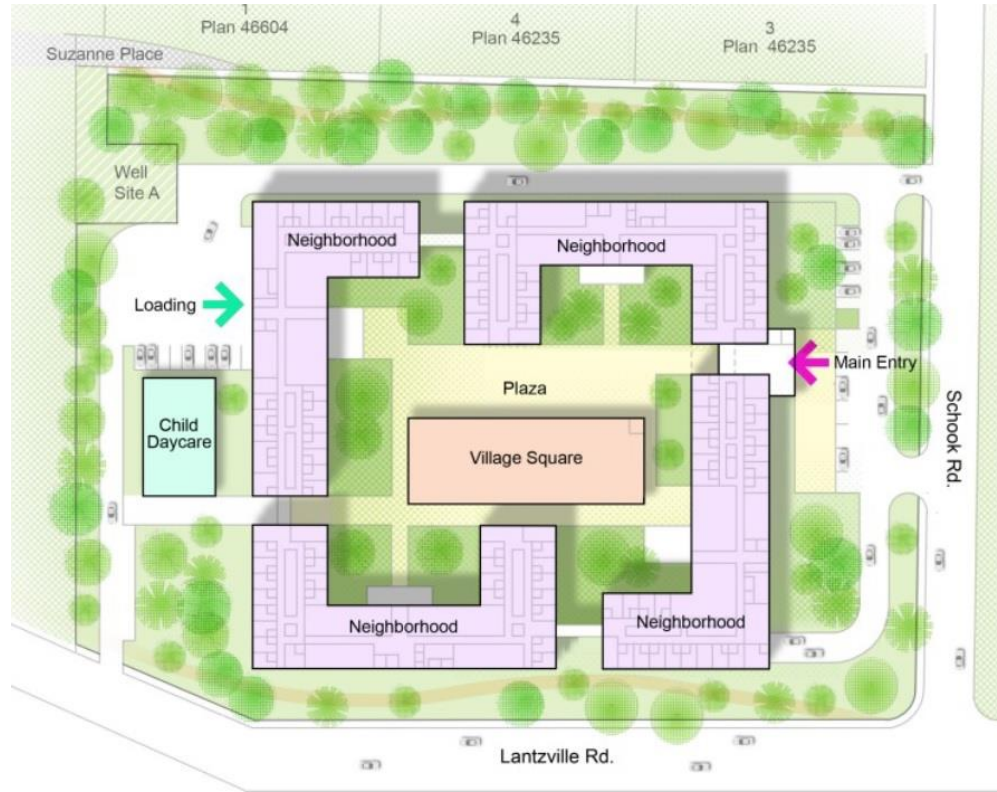 1
Plan 46604
4
Plan 46235
3
Plan 46235
Suzanne Place
Well
Site A
Neighborhood
Neighborhood
Loading
Main Entry
Plaza
Child
Daycare
Village Square
Schook Rd.
Neighborhood
Neighborhood
Lantzville Rd.